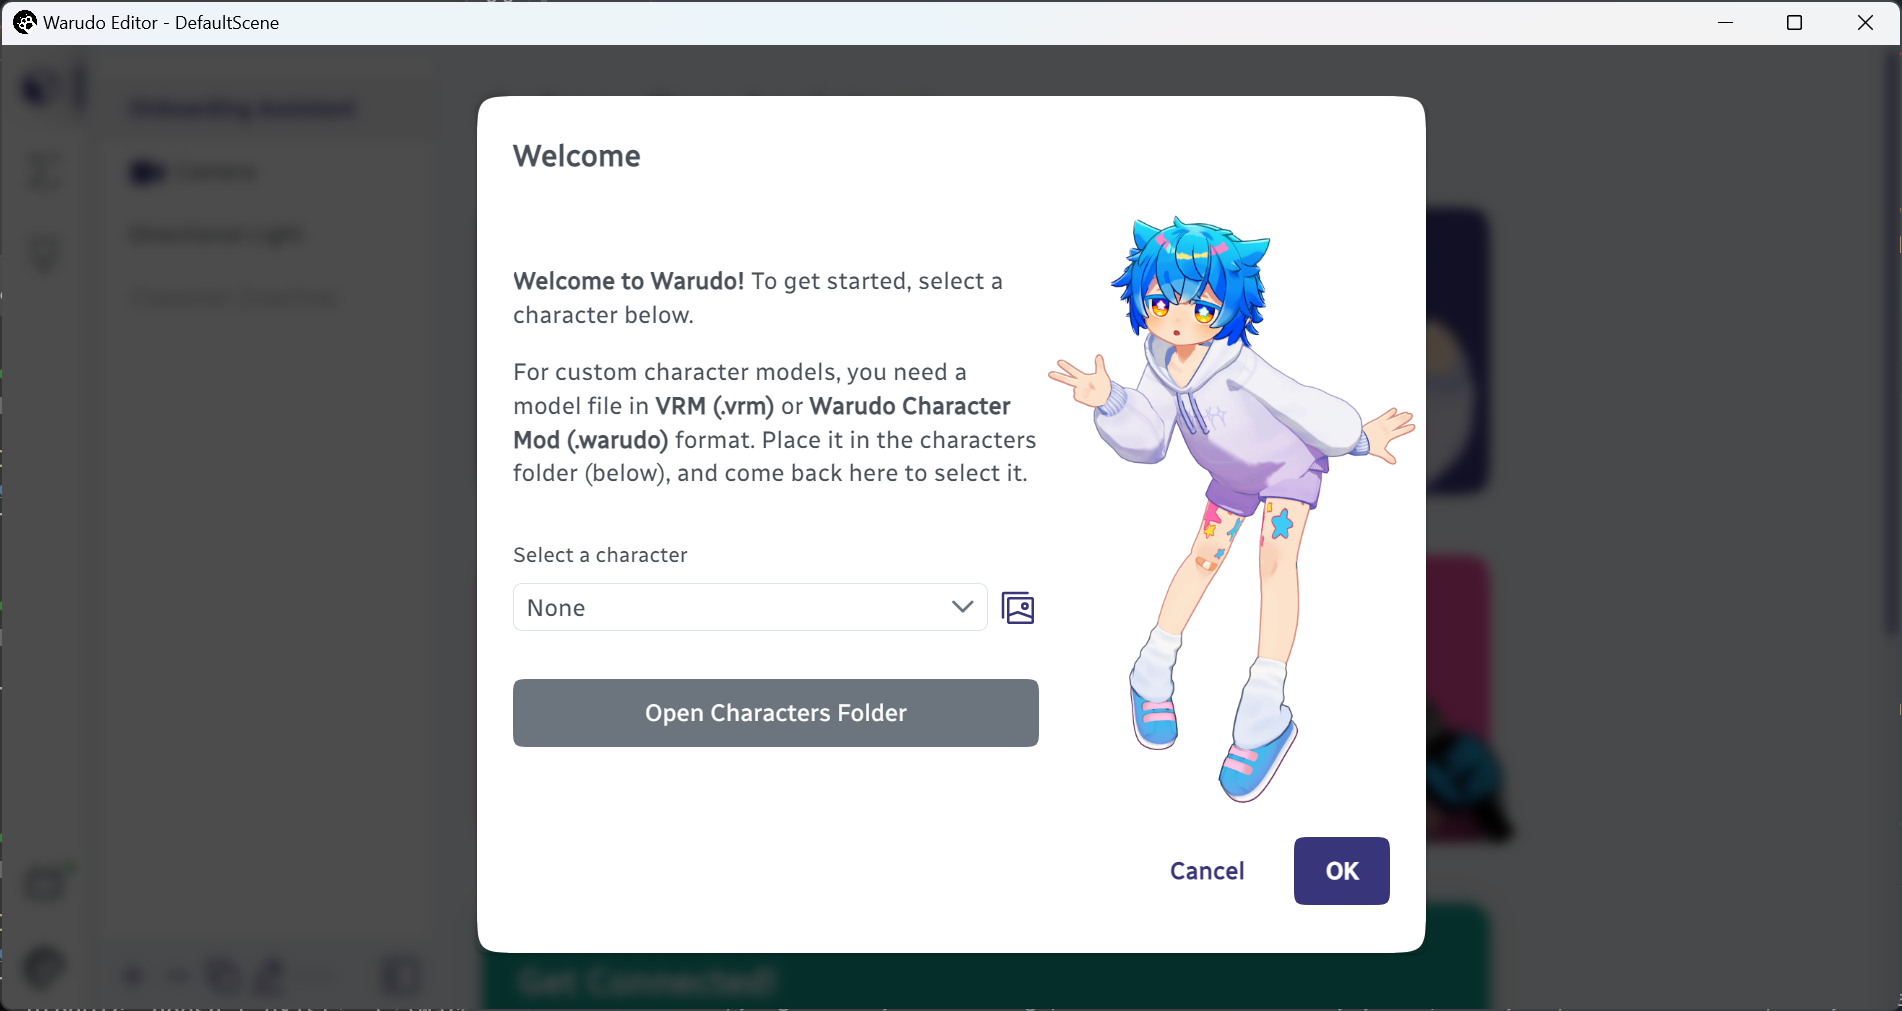 Warudo Editor - DefaultScene
Onboarding Assistant
Camera
Directional Light
Welcome
Welcome to Warudo! To get started, select a
character below.
For custom character models, you need a
model file in VRM (.vrm) or Warudo Character
Mod (.warudo) format. Place it in the characters
folder (below), and come back here to select it.
Select a character
None
Open Characters Folder
Cancel
OK
Get Connected!